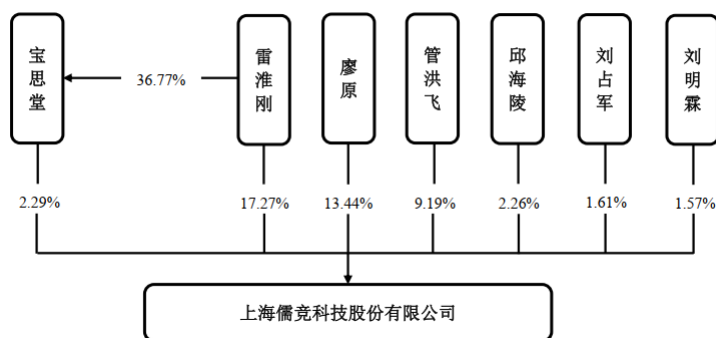 宝思堂
36.77%
雷淮刚
廖原
管洪飞
邱海陵
刘占军
刘明霖
2.29%
17.27%
13.44%
9.19%
2.26%
1.61%
1.57%
上海儒竞科技股份有限公司